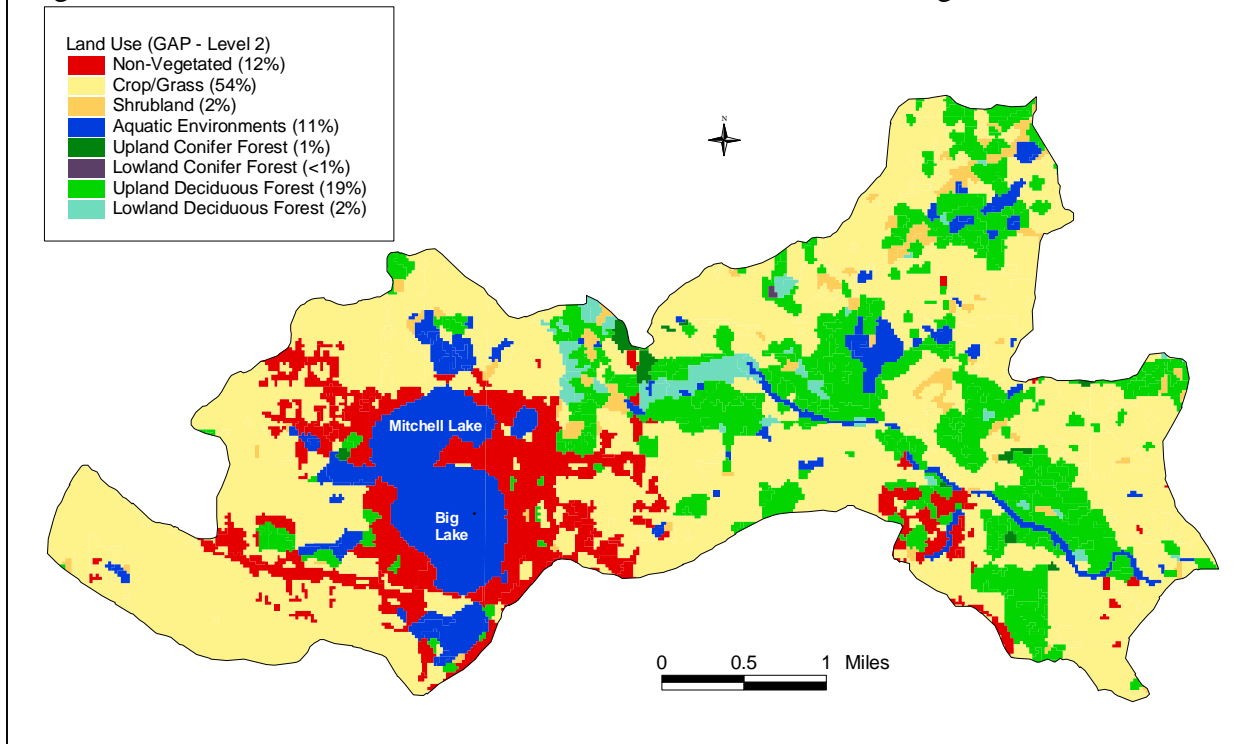 Land Use (GAP - Level 2)
Non-Vegetated (12%)
Crop/Grass (54%)
Shrubland (2%)
Aquatic Environments (11%)
Upland Conifer Forest (1%)
Lowland Conifer Forest (<1%)
Upland Deciduous Forest (19%)
Lowland Deciduous Forest (2%)
N
Mitchell Lake
Big
Lake
0 0.5 1 Miles